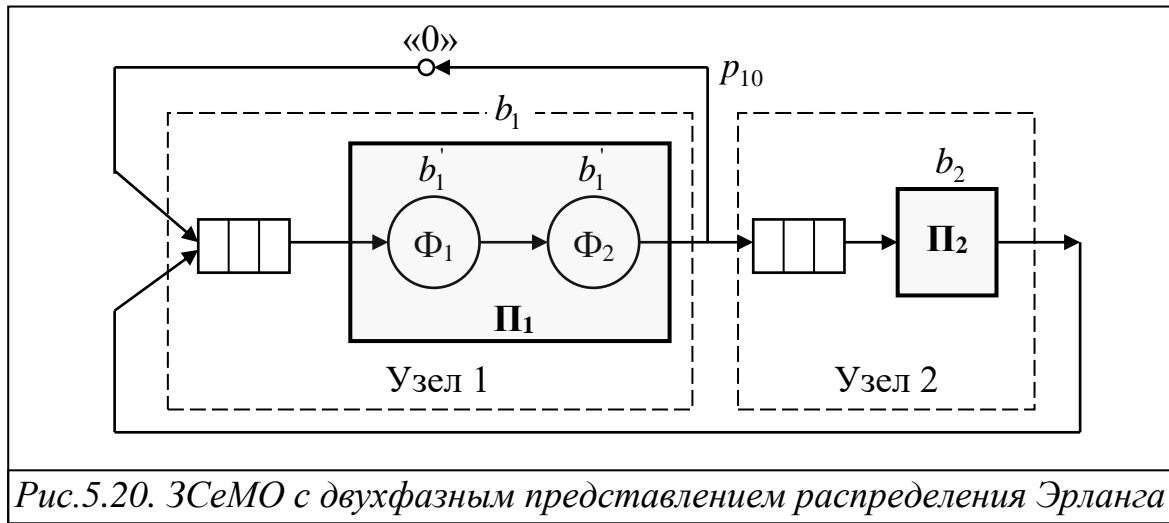 «0»
p₁₀
b₁
b₁'
b₁'
b₂
Ф₁
Ф₂
П₂
П₁
Узел 1
Узел 2
Рис.5.20. ЗСеМО с двухфазным представлением распределения Эрланга